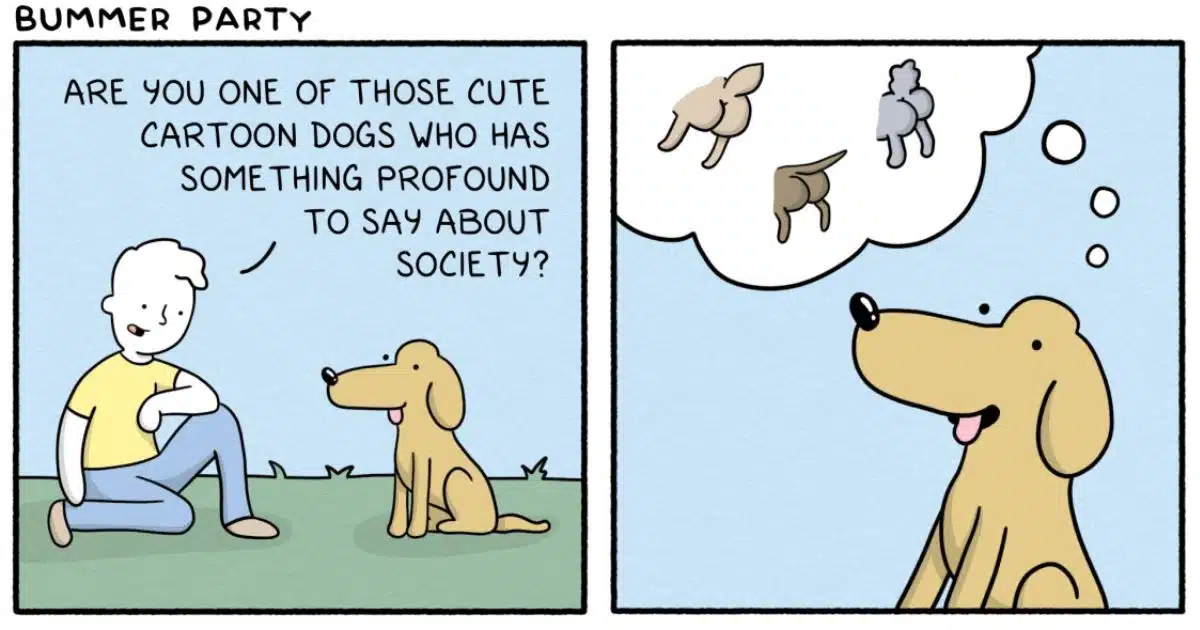 BUMMER PARTY
ARE YOU ONE OF THOSE CUTE
CARTOON DOGS WHO HAS
SOMETHING PROFOUND
TO SAY ABOUT
SOCIETY?